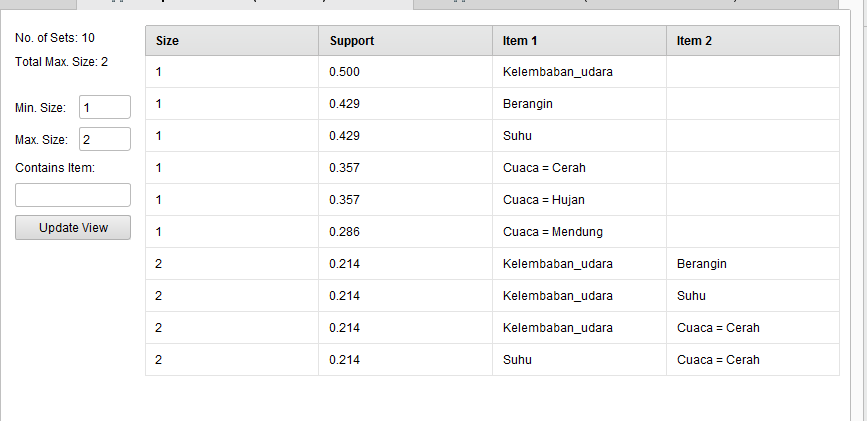 No. of Sets: 10
Total Max. Size: 2
Min. Size: 1
Max. Size: 2
Contains Item:
Update View
Size Support Item 1 Item 2
1 0.500 Kelembaban_udara
1 0.429 Berangin
1 0.429 Suhu
1 0.357 Cuaca = Cerah
1 0.357 Cuaca = Hujan
1 0.286 Cuaca = Mendung
2 0.214 Kelembaban_udara Berangin
2 0.214 Kelembaban_udara Suhu
2 0.214 Kelembaban_udara Cuaca = Cerah
2 0.214 Suhu Cuaca = Cerah